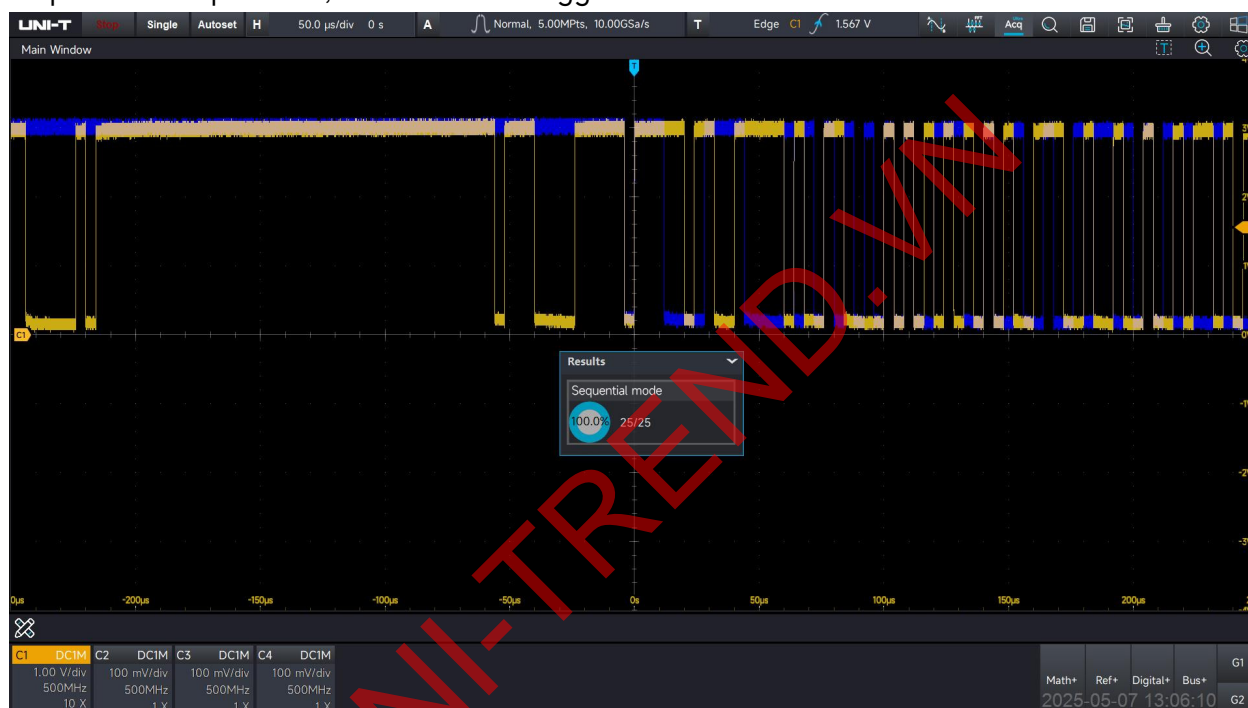 UNI-T Stop Single Autoset H 50.0 μs/div 0 s A Normal, 5.00MPts, 10.00GSa/s T Edge C1 1.567 V Acq
Main Window
T
C1
Results
Sequential mode
100.0% 25/25
0μs -200μs -150μs -100μs -50μs 0s 50μs 100μs 150μs 200μs
-1V
-2V
-3V
C1 DC1M C2 DC1M C3 DC1M C4 DC1M
1.00 V/div 100 mV/div 100 mV/div 100 mV/div
500MHz 500MHz 500MHz 500MHz
10 X 1 X 1 X 1 X
Math+ Ref+ Digital+ Bus+ G1
2025-05-07 13:06:10 G2
NI-TREND.VN